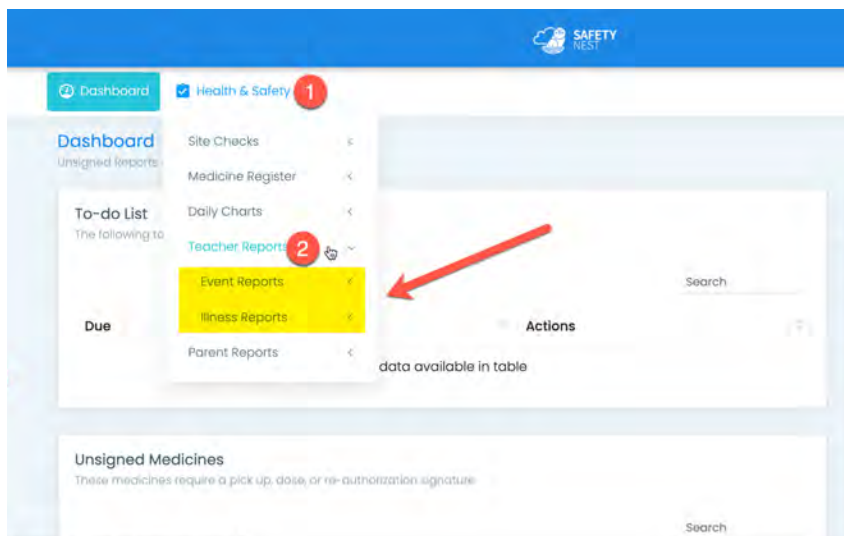 SAFETY
NEST
Dashboard
Health & Safety
1
Dashboard
Unsigned Reports
Site Checks
Medicine Register
To-do List
The following to
Daily Charts
Teacher Reports
2
Event Reports
Search
Illness Reports
Due
Actions
Parent Reports
data available in table
Unsigned Medicines
These medicines require a pick up, dose, or re-authorization signature
Search